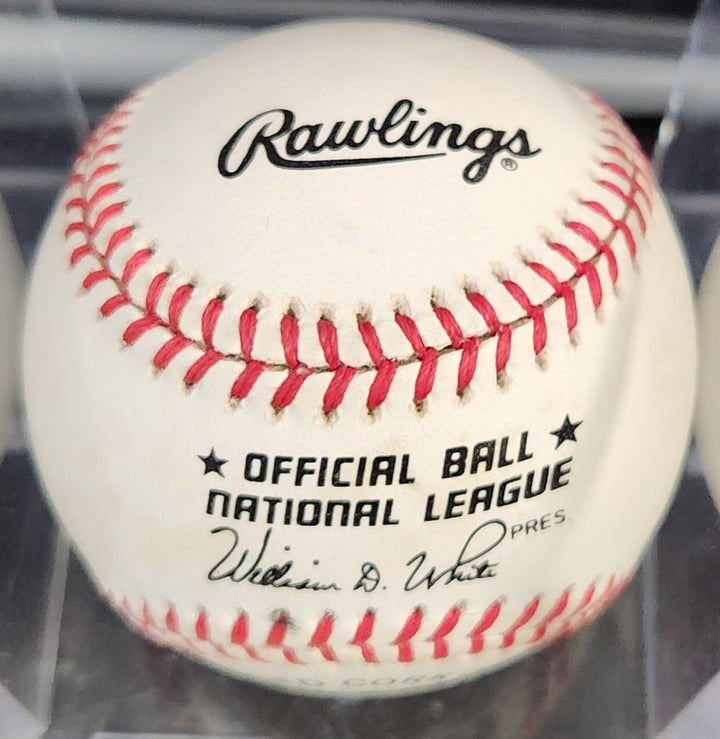 Rawlings®
★ OFFICIAL BALL ★
NATIONAL LEAGUE
William D. White PRES.